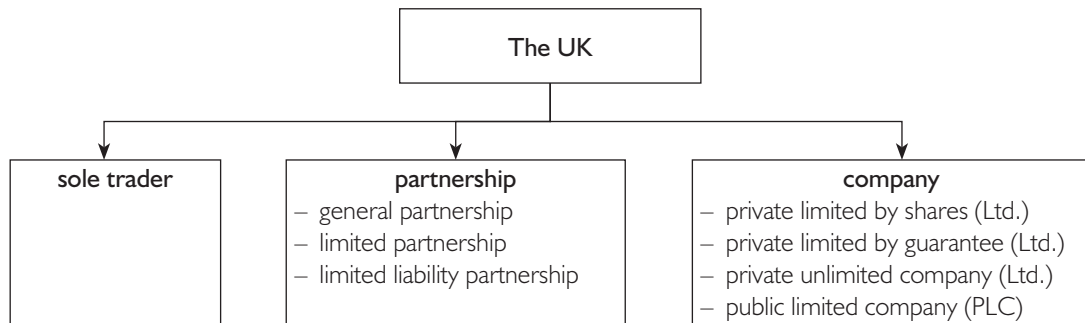 The UK
sole trader
partnership
– general partnership
– limited partnership
– limited liability partnership
company
– private limited by shares (Ltd.)
– private limited by guarantee (Ltd.)
– private unlimited company (Ltd.)
– public limited company (PLC)